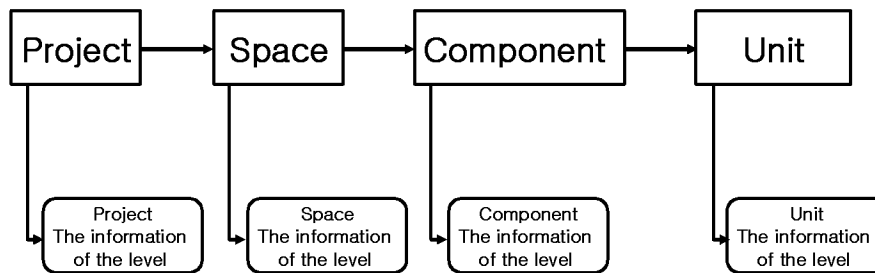 Project
Space
Component
Unit
Project
The information
of the level
Space
The information
of the level
Component
The information
of the level
Unit
The information
of the level